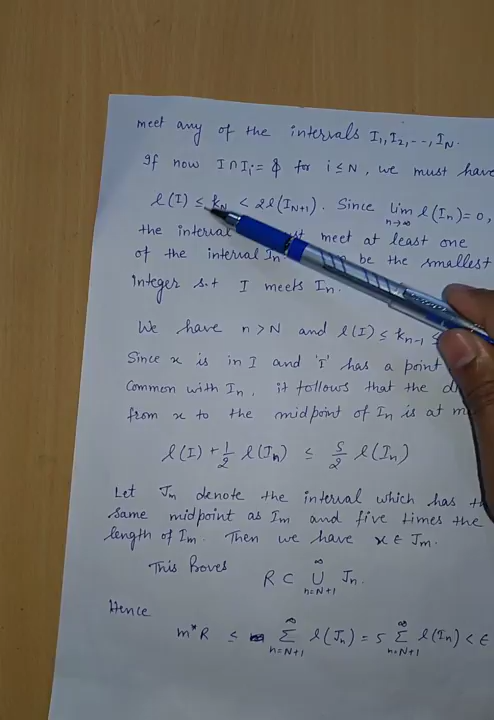 meet any of the intervals I₁, I₂, --, I_N.
If now I ∩ I_i = ϕ for i ≤ N, we must have
l(I) ≤ k_N < 2l(I_{N+1}). Since lim_{n→∞} l(I_n) = 0,
the interval meet at least one
of the interval I_n be the smallest
integer s.t I meets I_n.
We have n > N and l(I) ≤ k_{n-1} ≤
Since x is in I and 'I' has a point
Common with I_n, it follows that the
from x to the midpoint of I_n is at
l(I) + 1/2 l(I_n) ≤ 5/2 l(I_n)
Let J_n denote the interval which has
same midpoint as I_m and five times the
length of I_m. Then we have x ∈ J_m.
This Proves
R ⊂ ∪_{n=N+1}^{∞} J_n.
Hence
m*R ≤ Σ_{n=N+1}^{∞} l(J_n) = 5 Σ_{n=N+1}^{∞} l(I_n) < ε